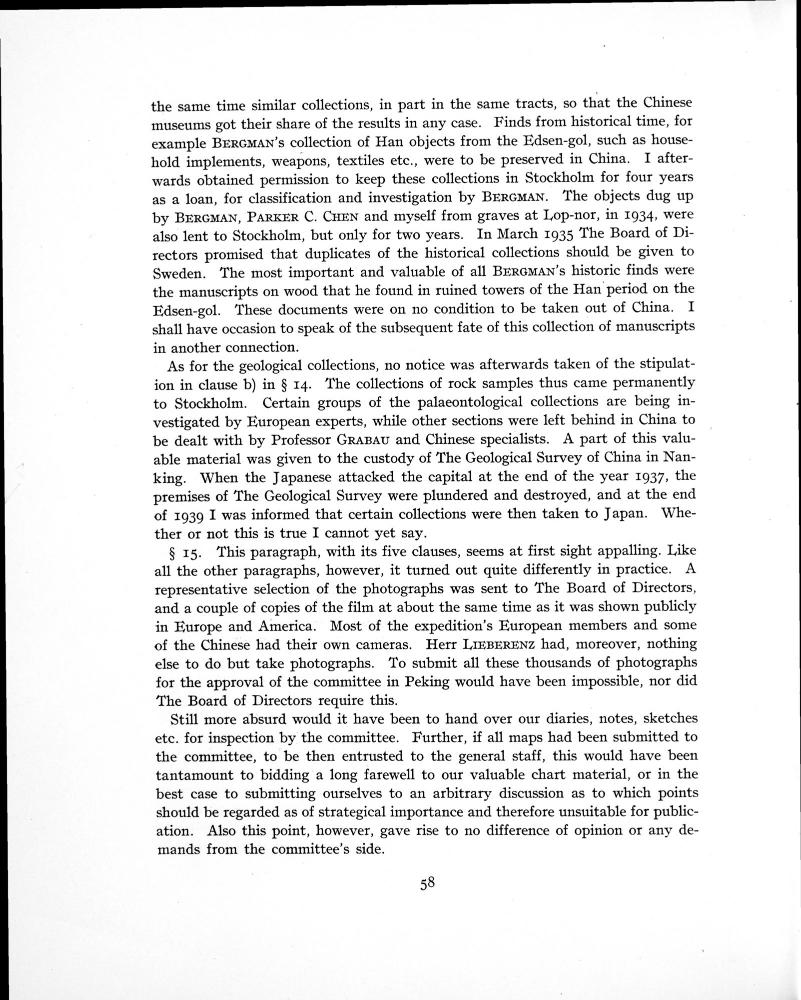 the same time similar collections, in part in the same tracts, so that the Chinese
museums got their share of the results in any case. Finds from historical time, for
example BERGMAN's collection of Han objects from the Edsen-gol, such as house-
hold implements, weapons, textiles etc., were to be preserved in China. I after-
wards obtained permission to keep these collections in Stockholm for four years
as a loan, for classification and investigation by BERGMAN. The objects dug up
by BERGMAN, PARKER C. CHEN and myself from graves at Lop-nor, in 1934, were
also lent to Stockholm, but only for two years. In March 1935 The Board of Di-
rectors promised that duplicates of the historical collections should be given to
Sweden. The most important and valuable of all BERGMAN's historic finds were
the manuscripts on wood that he found in ruined towers of the Han period on the
Edsen-gol. These documents were on no condition to be taken out of China. I
shall have occasion to speak of the subsequent fate of this collection of manuscripts
in another connection.
As for the geological collections, no notice was afterwards taken of the stipulat-
ion in clause b) in § 14. The collections of rock samples thus came permanently
to Stockholm. Certain groups of the palaeontological collections are being in-
vestigated by European experts, while other sections were left behind in China to
be dealt with by Professor GRABAU and Chinese specialists. A part of this valu-
able material was given to the custody of The Geological Survey of China in Nan-
king. When the Japanese attacked the capital at the end of the year 1937, the
premises of The Geological Survey were plundered and destroyed, and at the end
of 1939 I was informed that certain collections were then taken to Japan. Whe-
ther or not this is true I cannot yet say.
§ 15. This paragraph, with its five clauses, seems at first sight appalling. Like
all the other paragraphs, however, it turned out quite differently in practice. A
representative selection of the photographs was sent to The Board of Directors,
and a couple of copies of the film at about the same time as it was shown publicly
in Europe and America. Most of the expedition's European members and some
of the Chinese had their own cameras. Herr LIEBERENZ had, moreover, nothing
else to do but take photographs. To submit all these thousands of photographs
for the approval of the committee in Peking would have been impossible, nor did
The Board of Directors require this.
Still more absurd would it have been to hand over our diaries, notes, sketches
etc. for inspection by the committee. Further, if all maps had been submitted to
the committee, to be then entrusted to the general staff, this would have been
tantamount to bidding a long farewell to our valuable chart material, or in the
best case to submitting ourselves to an arbitrary discussion as to which points
should be regarded as of strategical importance and therefore unsuitable for public-
ation. Also this point, however, gave rise to no difference of opinion or any de-
mands from the committee's side.
58